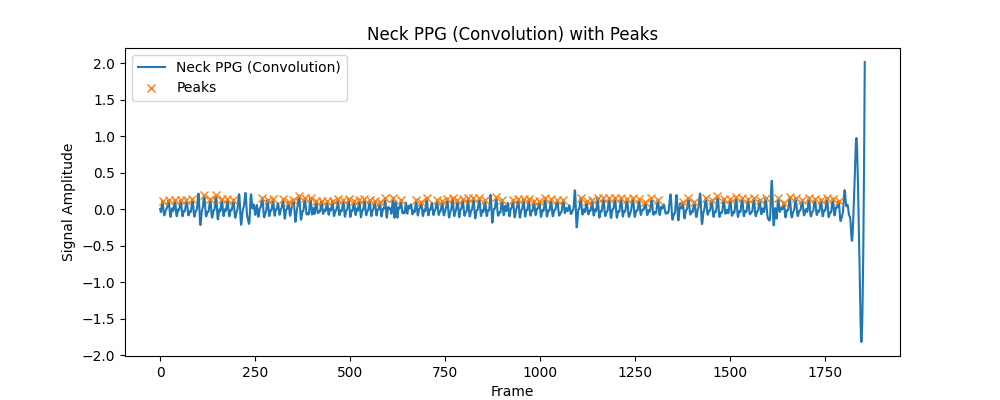 Neck PPG (Convolution) with Peaks
Neck PPG (Convolution)
Peaks
Signal Amplitude
2.0
1.5
1.0
0.5
0.0
−0.5
−1.0
−1.5
−2.0
0 250 500 750 1000 1250 1500 1750
Frame